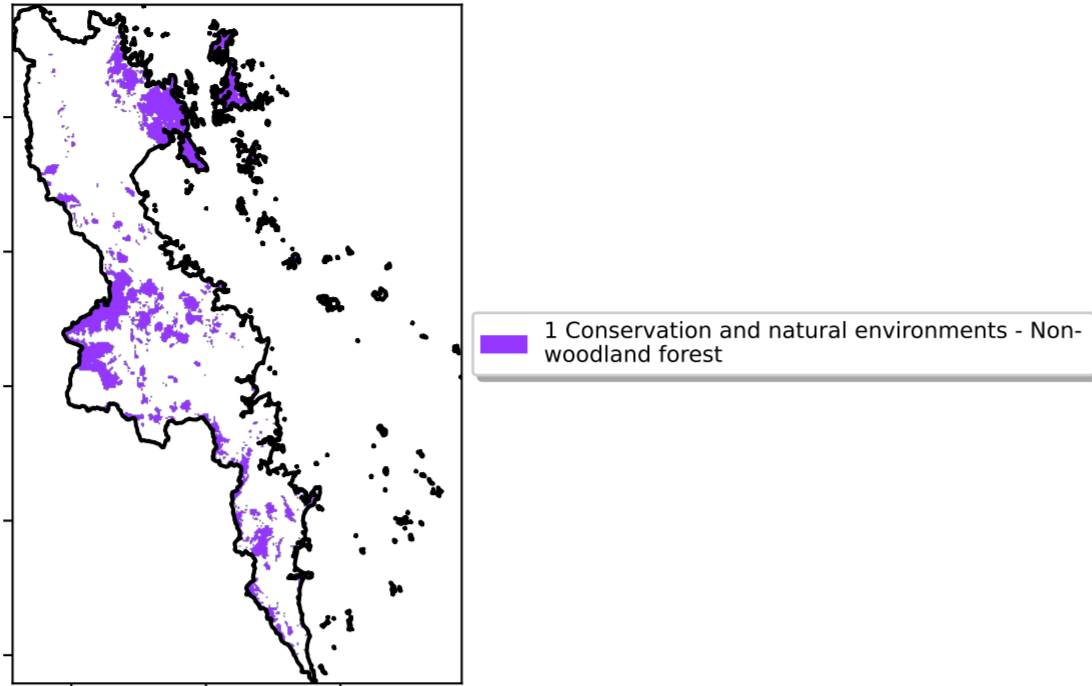 1 Conservation and natural environments - Non-
woodland forest